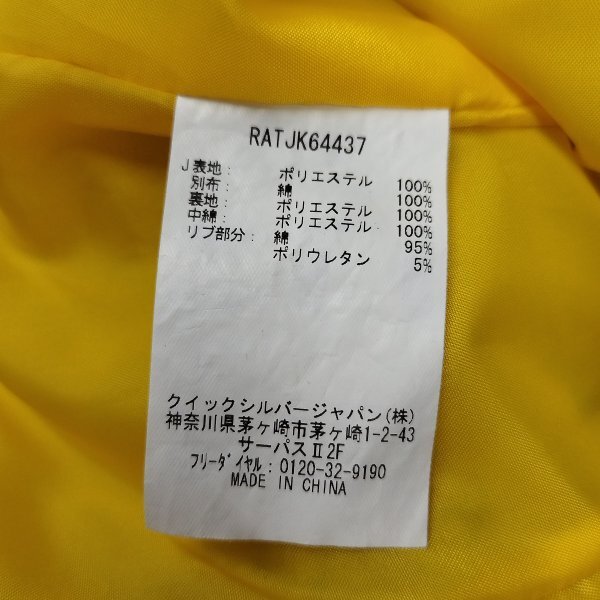 RATJK64437
J表地： ポリエステル 100%
別布： 綿 100%
裏地： ポリエステル 100%
中綿： ポリエステル 100%
リブ部分： 綿 95%
ポリウレタン 5%
クイックシルバージャパン(株)
神奈川県茅ヶ崎市茅ヶ崎1-2-43
サーパスⅡ2F
ﾌﾘｰﾀﾞｲﾔﾙ：0120-32-9190
MADE IN CHINA